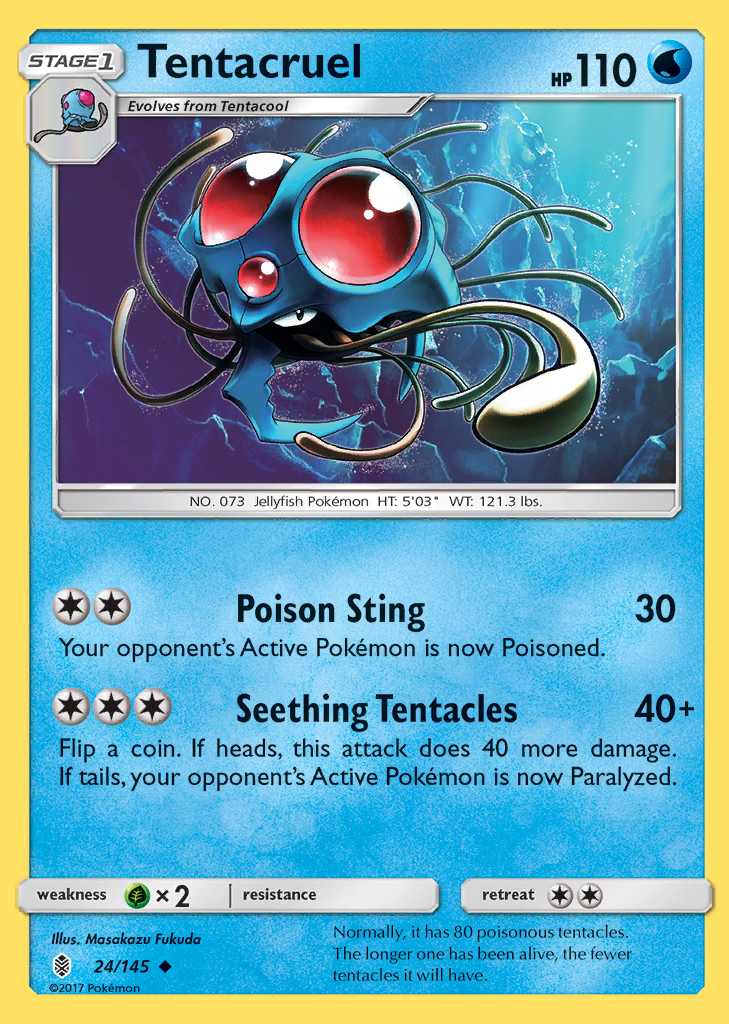 STAGE 1
Tentacruel
HP 110
Evolves from Tentacool
NO. 073 Jellyfish Pokémon HT: 5'03" WT: 121.3 lbs.
Poison Sting 30
Your opponent's Active Pokémon is now Poisoned.
Seething Tentacles 40+
Flip a coin. If heads, this attack does 40 more damage.
If tails, your opponent's Active Pokémon is now Paralyzed.
weakness ×2 resistance retreat
Illus. Masakazu Fukuda
24/145
©2017 Pokémon
Normally, it has 80 poisonous tentacles.
The longer one has been alive, the fewer
tentacles it will have.